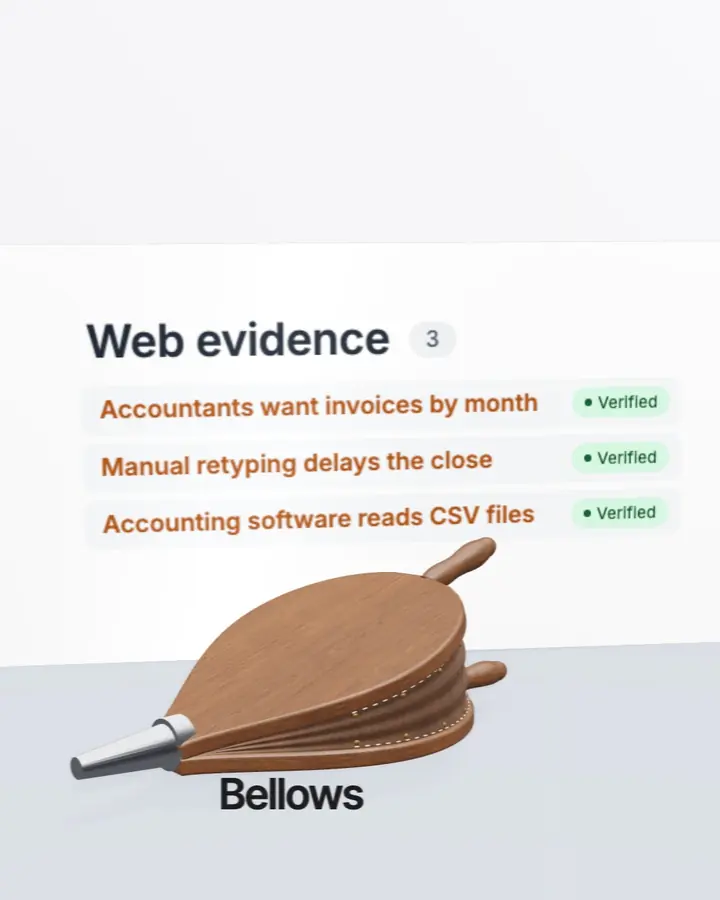 Web evidence 3
Accountants want invoices by month • Verified
Manual retyping delays the close • Verified
Accounting software reads CSV files • Verified
Bellows